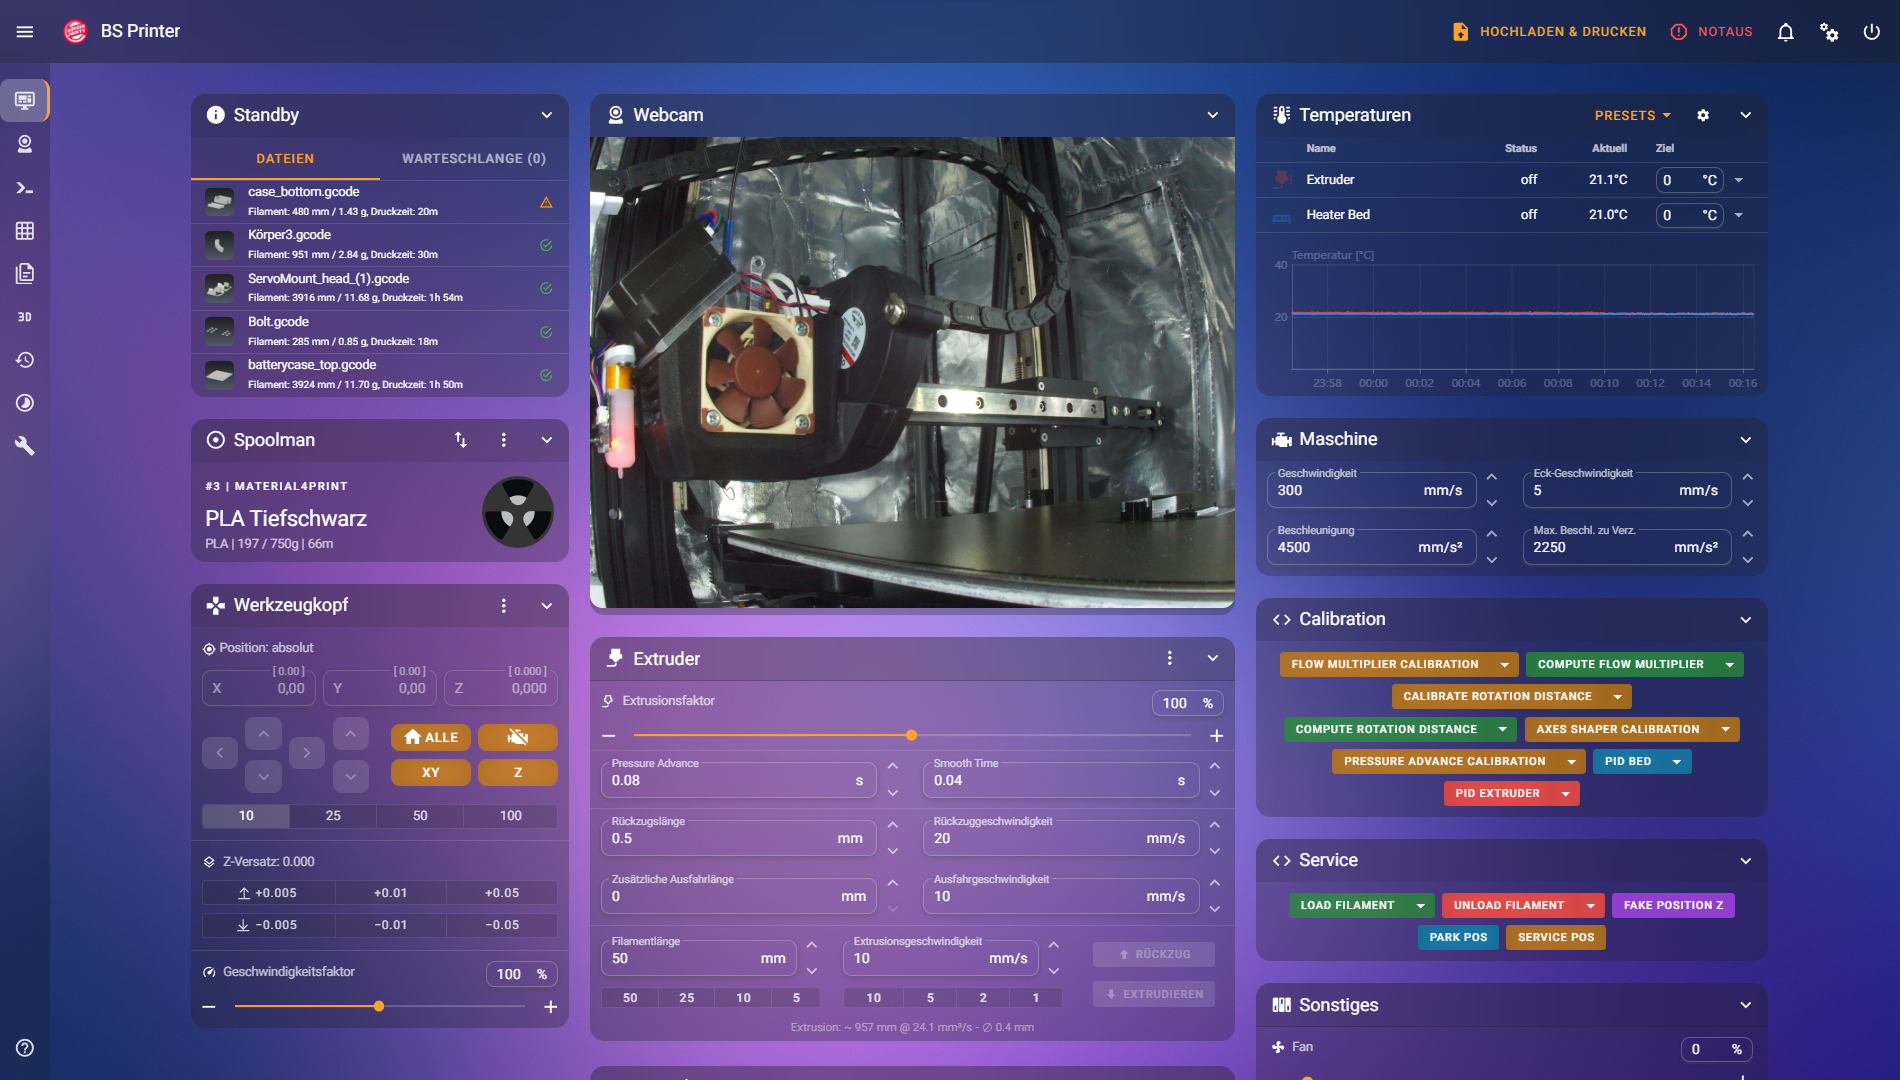 BS Printer
HOCHLADEN & DRUCKEN
NOTAUS
Standby
DATEIEN
WARTESCHLANGE (0)
case_bottom.gcode
Filament: 480 mm / 1.43 g, Druckzeit: 20m
Körper3.gcode
Filament: 951 mm / 2.84 g, Druckzeit: 30m
ServoMount_head_(1).gcode
Filament: 3916 mm / 11.68 g, Druckzeit: 1h 54m
Bolt.gcode
Filament: 285 mm / 0.85 g, Druckzeit: 18m
batterycase_top.gcode
Filament: 3924 mm / 11.70 g, Druckzeit: 1h 50m
3D
Spoolman
#3 | MATERIAL4PRINT
PLA Tiefschwarz
PLA | 197 / 750g | 66m
Werkzeugkopf
Position: absolut
[ 0.00 ] [ 0.00 ] [ 0.000 ]
X 0,00 Y 0,00 Z 0,000
ALLE
XY Z
10 25 50 100
Z-Versatz: 0.000
+0.005 +0.01 +0.05
−0.005 −0.01 −0.05
Geschwindigkeitsfaktor
100 %
Webcam
Extruder
Extrusionsfaktor
100 %
Pressure Advance
0.08 s
Smooth Time
0.04 s
Rückzugslänge
0.5 mm
Rückzuggeschwindigkeit
20 mm/s
Zusätzliche Ausfahrlänge
0 mm
Ausfahrgeschwindigkeit
10 mm/s
Filamentlänge
50 mm
Extrusionsgeschwindigkeit
10 mm/s
RÜCKZUG
50 25 10 5
10 5 2 1
EXTRUDIEREN
Extrusion: ~ 957 mm @ 24.1 mm³/s - ∅ 0.4 mm
Temperaturen
PRESETS
Name Status Aktuell Ziel
Extruder off 21.1°C 0 °C
Heater Bed off 21.0°C 0 °C
Temperatur [°C]
40
20
23:58 00:00 00:02 00:04 00:06 00:08 00:10 00:12 00:14 00:16
Maschine
Geschwindigkeit
300 mm/s
Eck-Geschwindigkeit
5 mm/s
Beschleunigung
4500 mm/s²
Max. Beschl. zu Verz.
2250 mm/s²
Calibration
FLOW MULTIPLIER CALIBRATION
COMPUTE FLOW MULTIPLIER
CALIBRATE ROTATION DISTANCE
COMPUTE ROTATION DISTANCE
AXES SHAPER CALIBRATION
PRESSURE ADVANCE CALIBRATION
PID BED
PID EXTRUDER
Service
LOAD FILAMENT
UNLOAD FILAMENT
FAKE POSITION Z
PARK POS
SERVICE POS
Sonstiges
Fan
0 %